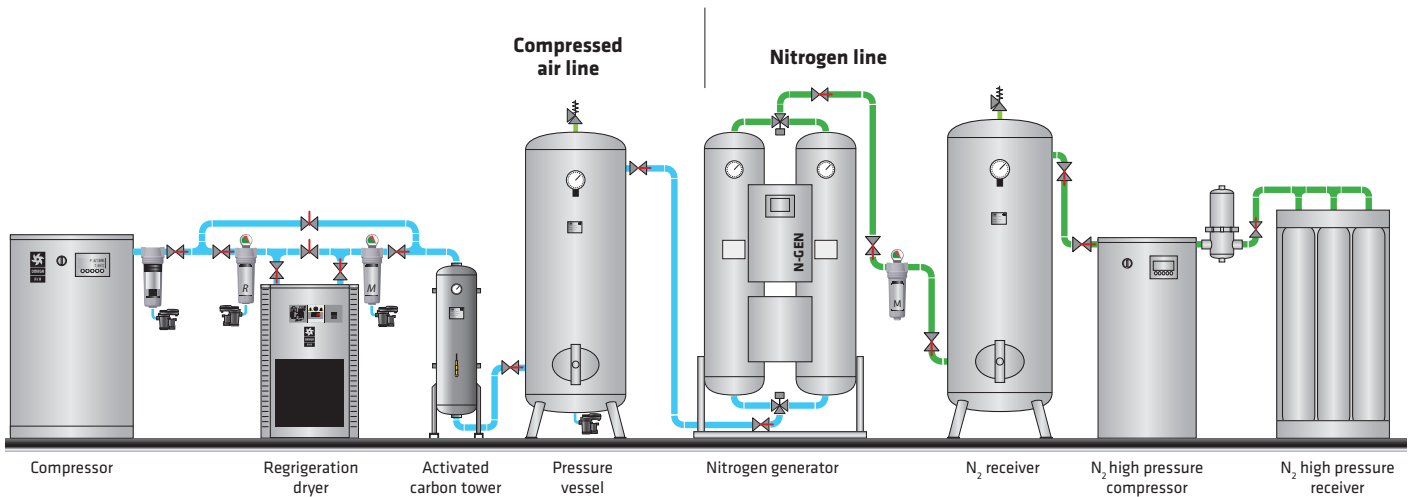 Compressed
air line
Nitrogen line
R
M
N-GEN
M
Compressor
Regrigeration
dryer
Activated
carbon tower
Pressure
vessel
Nitrogen generator
N₂ receiver
N₂ high pressure
compressor
N₂ high pressure
receiver